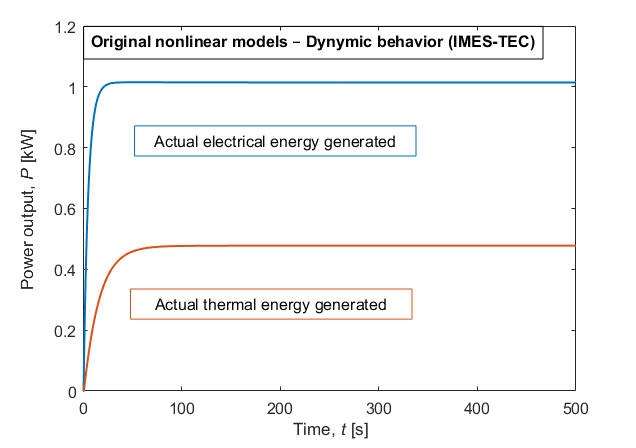 Original nonlinear models – Dynymic behavior (IMES-TEC)
1.2
1
0.8
0.6
0.4
0.2
0
Power output, P [kW]
Actual electrical energy generated
Actual thermal energy generated
0 100 200 300 400 500
Time, t [s]